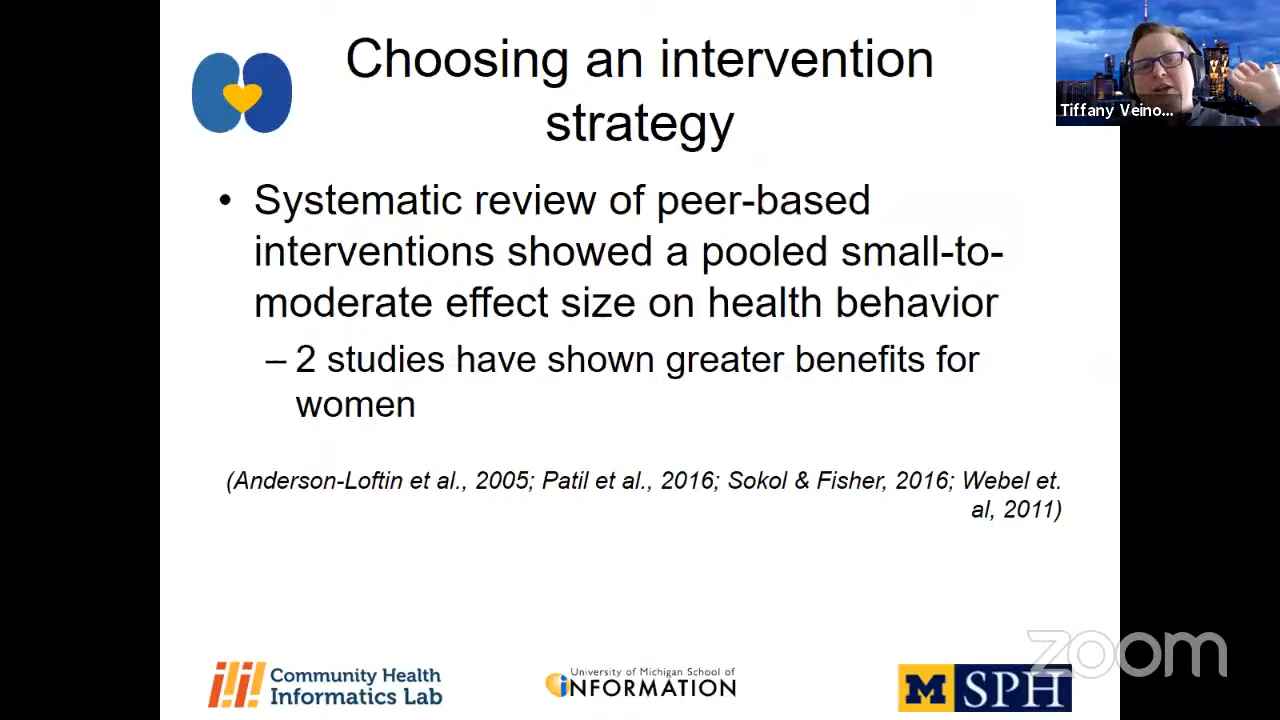 Choosing an intervention
strategy
Tiffany Veino...
• Systematic review of peer-based
interventions showed a pooled small-to-
moderate effect size on health behavior
– 2 studies have shown greater benefits for
women
(Anderson-Loftin et al., 2005; Patil et al., 2016; Sokol & Fisher, 2016; Webel et.
al, 2011)
zoom
Community Health
Informatics Lab
University of Michigan School of
iNFORMATION
M SPH